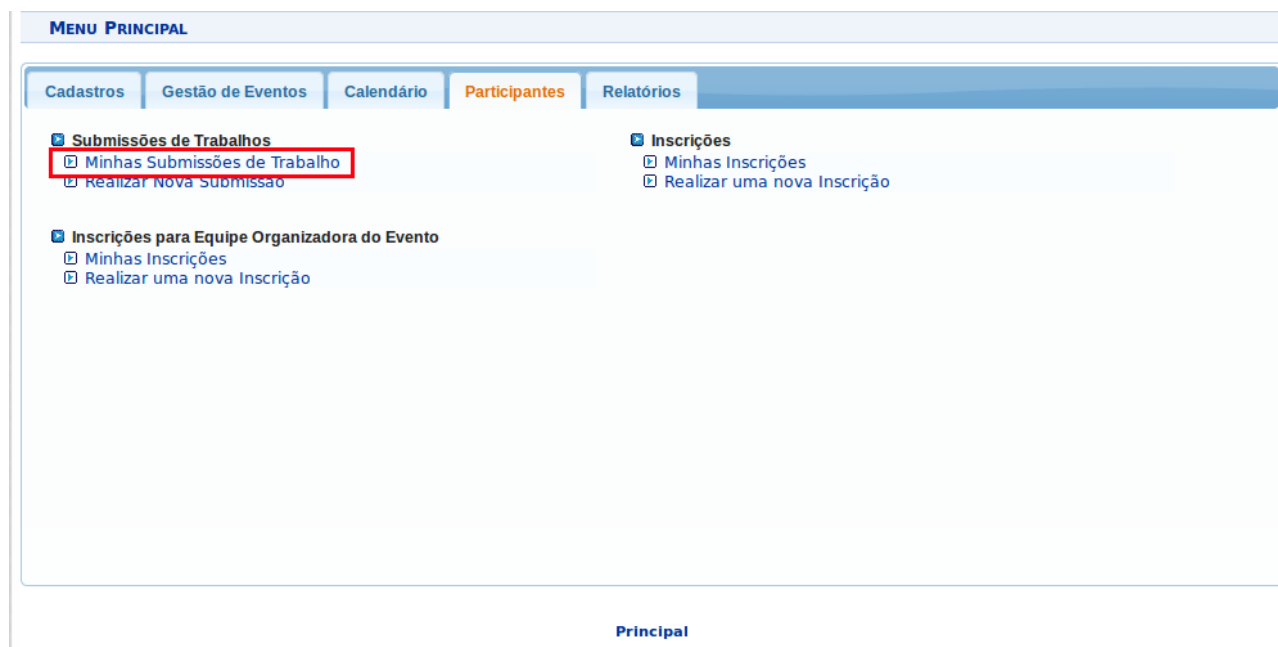 MENU PRINCIPAL
Cadastros Gestão de Eventos Calendário Participantes Relatórios
Submissões de Trabalhos
Minhas Submissões de Trabalho
Realizar Nova Submissão
Inscrições
Minhas Inscrições
Realizar uma nova Inscrição
Inscrições para Equipe Organizadora do Evento
Minhas Inscrições
Realizar uma nova Inscrição
Principal